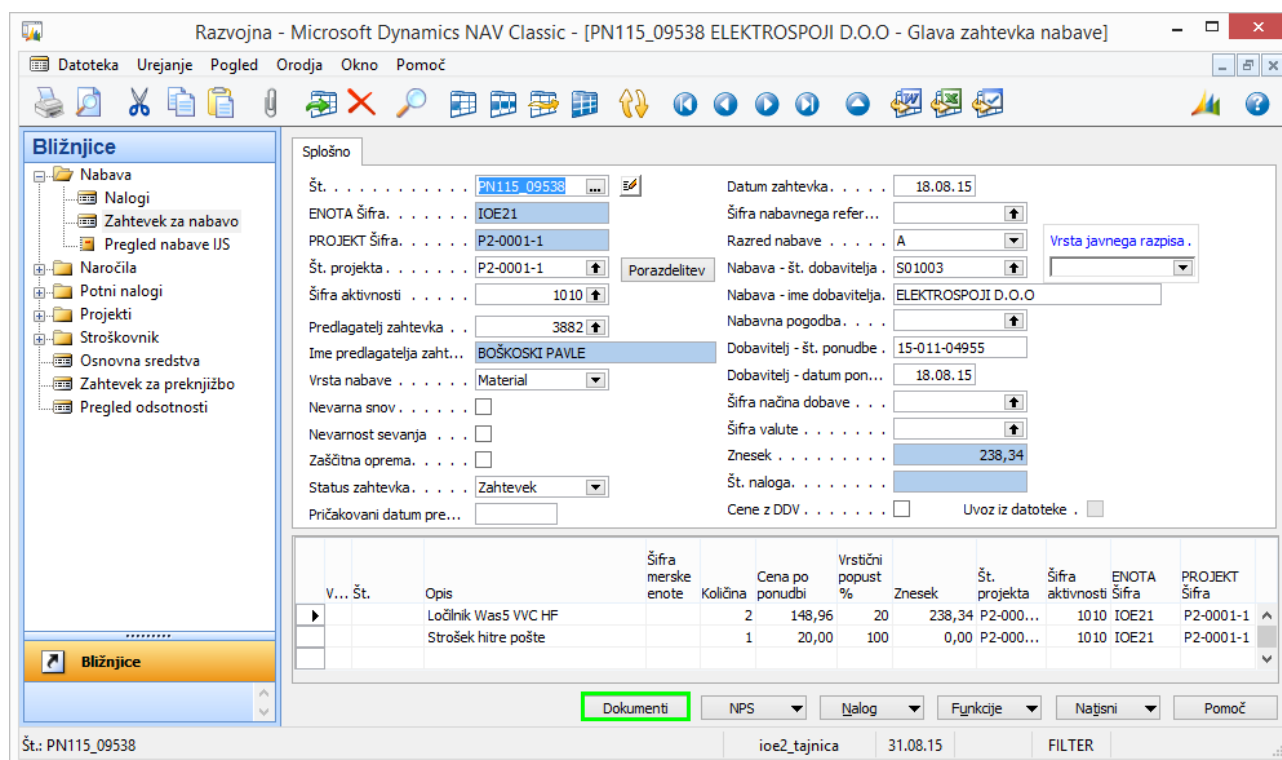 Razvojna - Microsoft Dynamics NAV Classic - [PN115_09538 ELEKTROSPOJI D.O.O - Glava zahtevka nabave]
Datoteka Urejanje Pogled Orodja Okno Pomoč
Bližnjice
Nabava
Nalogi
Zahtevek za nabavo
Pregled nabave IJS
Naročila
Potni nalogi
Projekti
Stroškovnik
Osnovna sredstva
Zahtevek za preknjižbo
Pregled odsotnosti
Bližnjice
Splošno
Št. . . . . . . . . . . . . PN115_09538 ...
ENOTA Šifra. . . . . . . IOE21
PROJEKT Šifra. . . . . . P2-0001-1
Št. projekta. . . . . . . P2-0001-1 Porazdelitev
Šifra aktivnosti . . . . . 1010
Predlagatelj zahtevka . . 3882
Ime predlagatelja zaht... BOŠKOSKI PAVLE
Vrsta nabave . . . . . . Material
Nevarna snov. . . . . .
Nevarnost sevanja . . .
Zaščitna oprema. . . . .
Status zahtevka. . . . . Zahtevek
Pričakovani datum pre...
Datum zahtevka. . . . . 18.08.15
Šifra nabavnega refer...
Razred nabave . . . . . A
Vrsta javnega razpisa .
Nabava - št. dobavitelja . S01003
Nabava - ime dobavitelja. ELEKTROSPOJI D.O.O
Nabavna pogodba. . . .
Dobavitelj - št. ponudbe . 15-011-04955
Dobavitelj - datum pon... 18.08.15
Šifra načina dobave . . .
Šifra valute . . . . . . .
Znesek . . . . . . . . . 238,34
Št. naloga. . . . . . . .
Cene z DDV . . . . . . . Uvoz iz datoteke .
V... Št. Opis Šifra merske enote Količina Cena po ponudbi Vrstični popust % Znesek Št. projekta Šifra aktivnosti ENOTA Šifra PROJEKT Šifra
Ločilnik Was5 VVC HF 2 148,96 20 238,34 P2-000... 1010 IOE21 P2-0001-1
Strošek hitre pošte 1 20,00 100 0,00 P2-000... 1010 IOE21 P2-0001-1
Dokumenti NPS Nalog Funkcije Natisni Pomoč
Št.: PN115_09538 ioe2_tajnica 31.08.15 FILTER